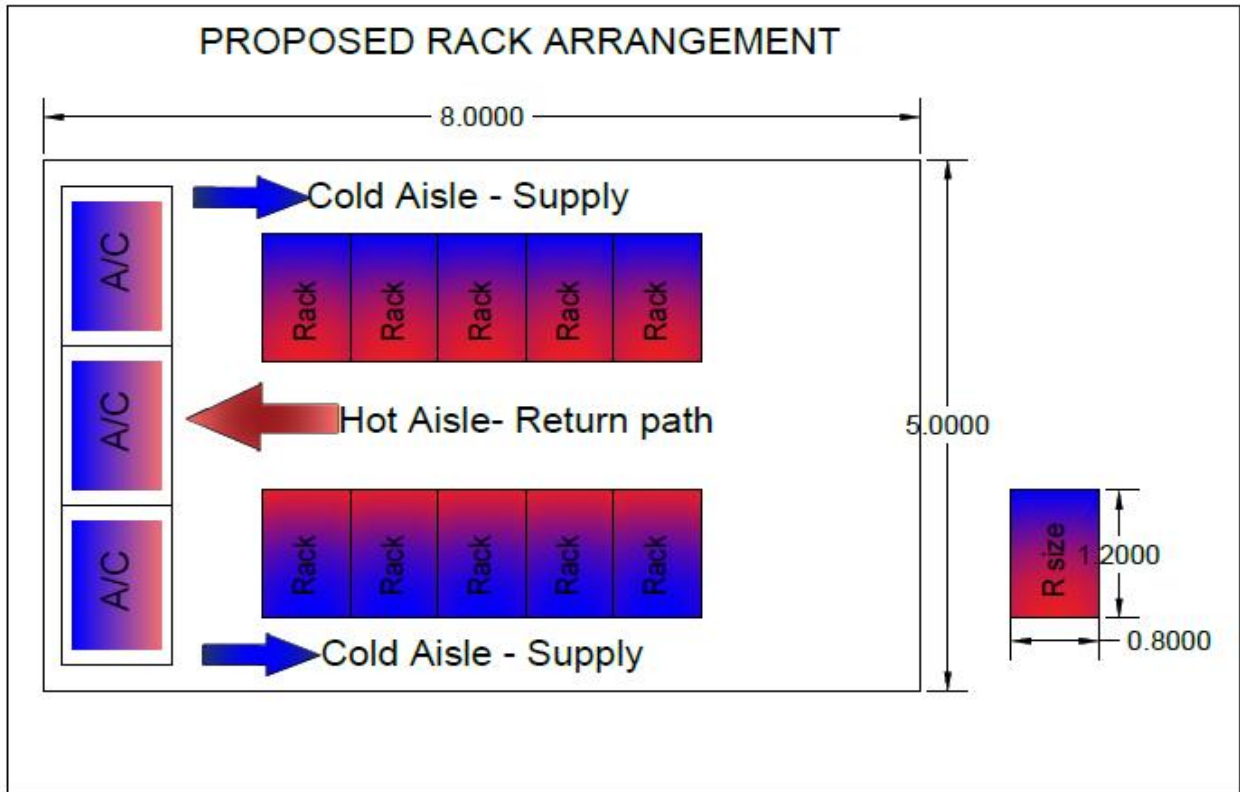 PROPOSED RACK ARRANGEMENT
8.0000
Cold Aisle - Supply
A/C
Rack Rack Rack Rack Rack
A/C
Hot Aisle- Return path
5.0000
Rack Rack Rack Rack Rack
R size
1.2000
A/C
Cold Aisle - Supply
0.8000